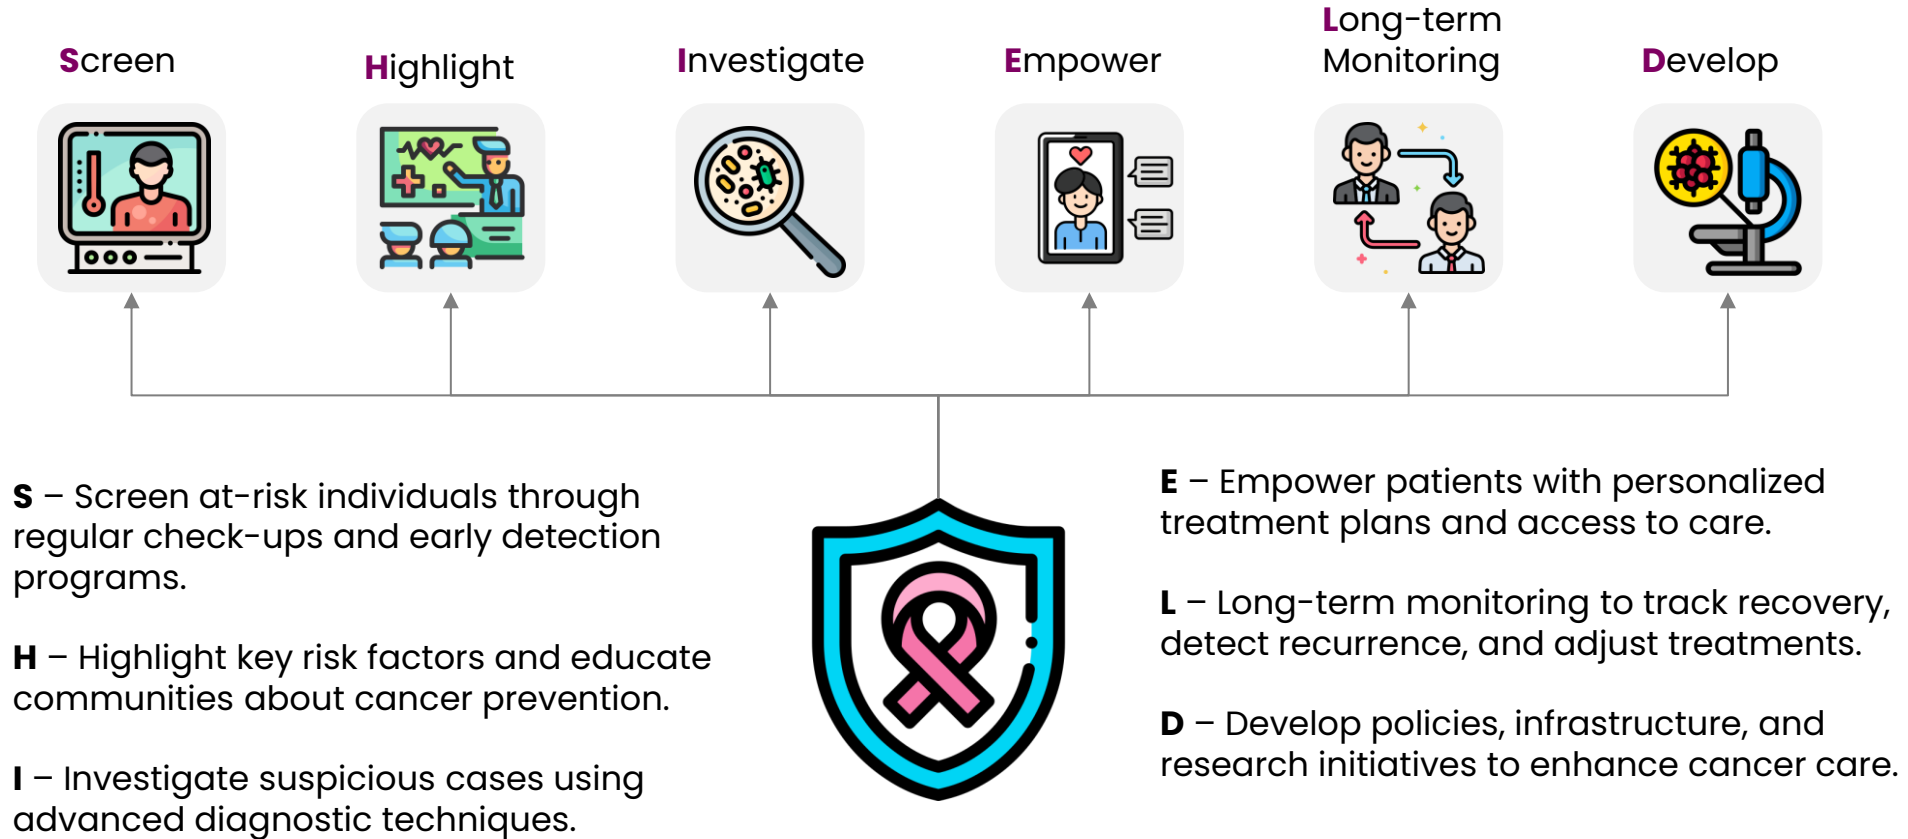 Screen
Highlight
Investigate
Empower
Long-term
Monitoring
Develop
S – Screen at-risk individuals through
regular check-ups and early detection
programs.
H – Highlight key risk factors and educate
communities about cancer prevention.
I – Investigate suspicious cases using
advanced diagnostic techniques.
E – Empower patients with personalized
treatment plans and access to care.
L – Long-term monitoring to track recovery,
detect recurrence, and adjust treatments.
D – Develop policies, infrastructure, and
research initiatives to enhance cancer care.